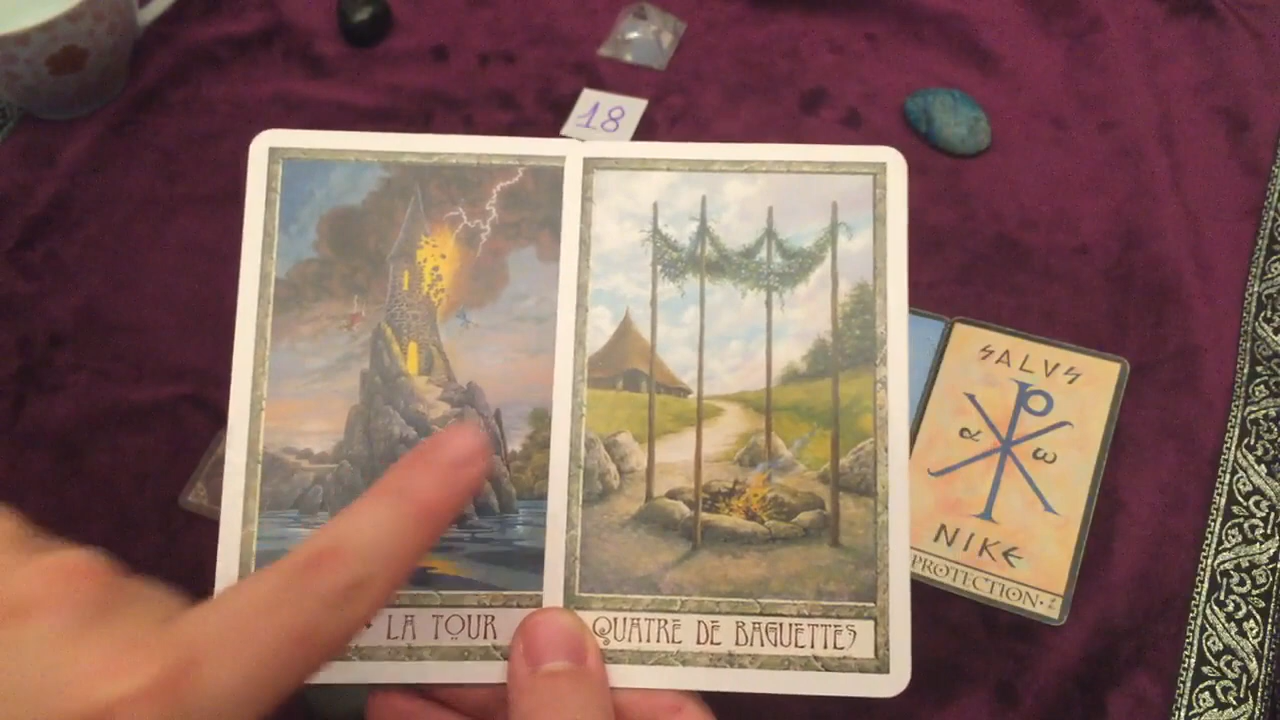 18
LA TOUR
QUATRE DE BAGUETTES
SALVS
α ω
NIKE
PROTECTION